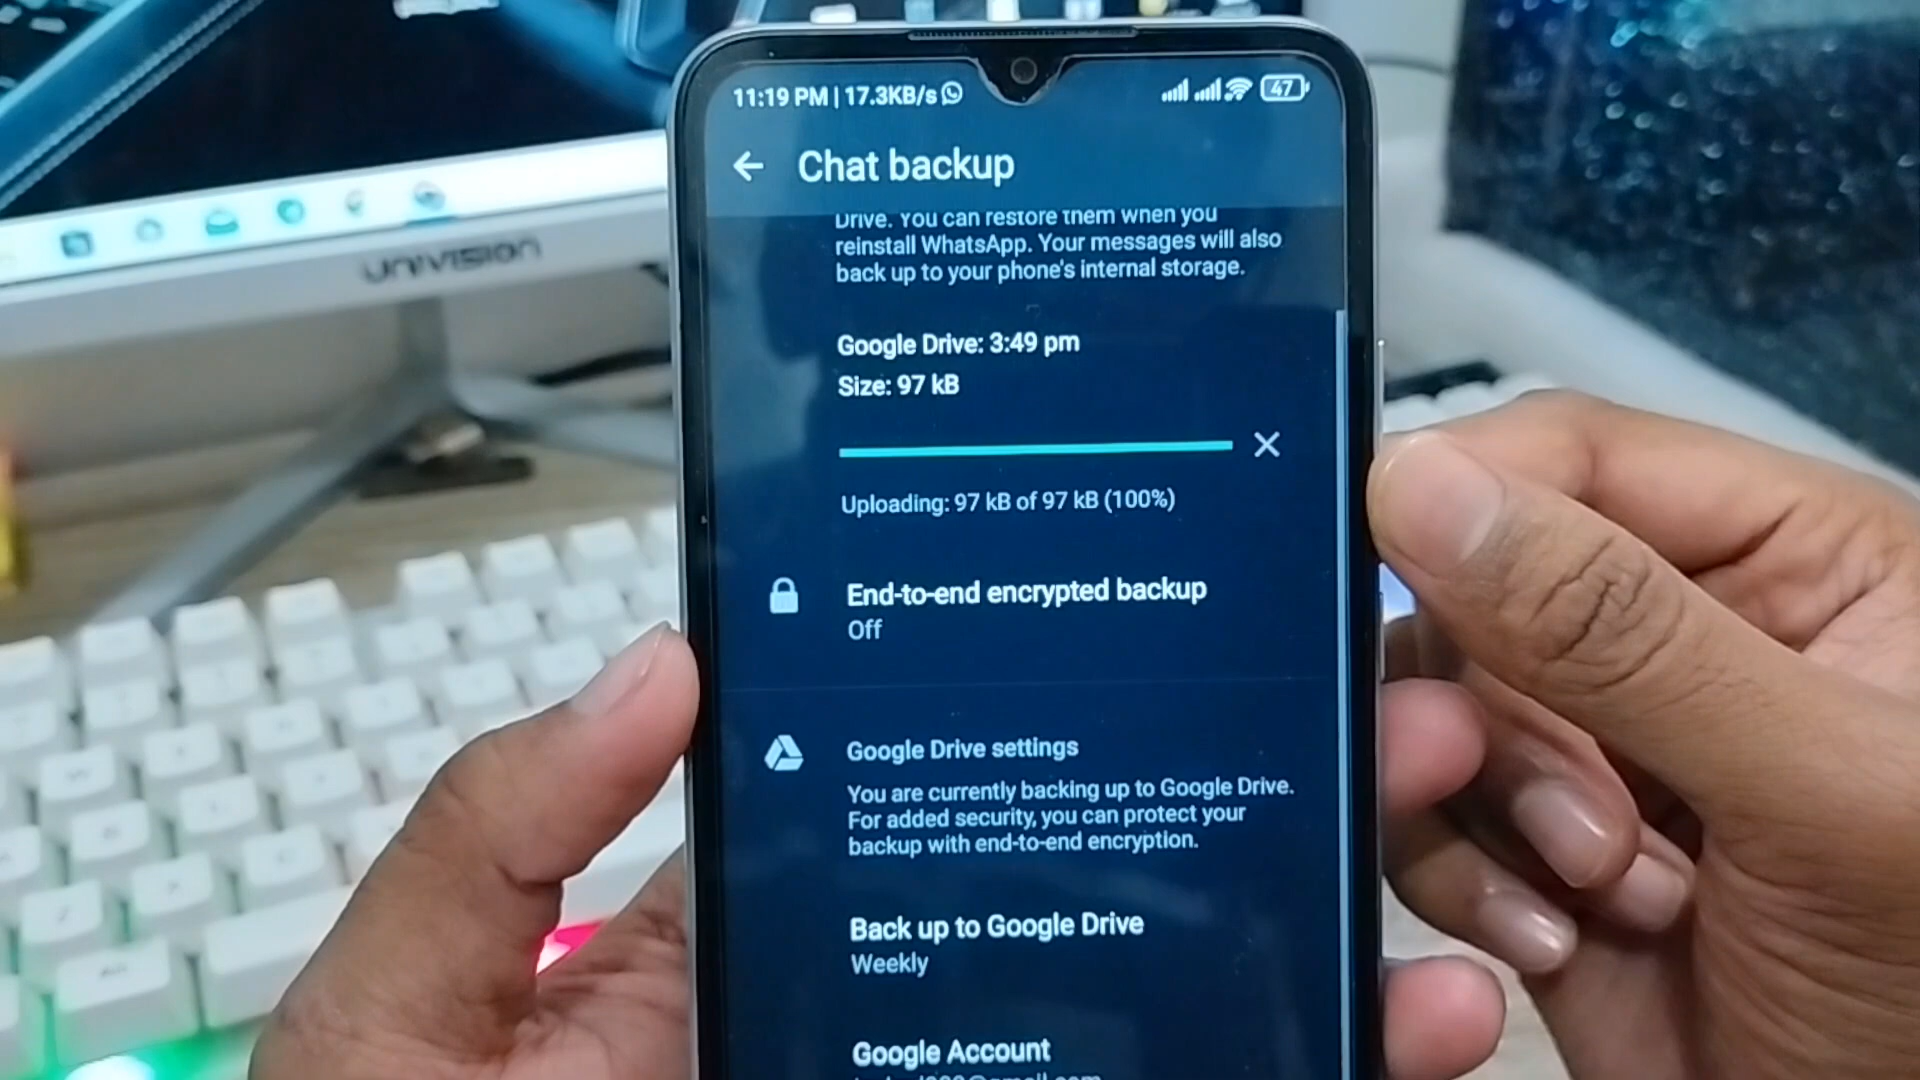 11:19 PM | 17.3KB/s
47
Chat backup
Drive. You can restore them when you
reinstall WhatsApp. Your messages will also
back up to your phone's internal storage.
Google Drive: 3:49 pm
Size: 97 kB
Uploading: 97 kB of 97 kB (100%)
End-to-end encrypted backup
Off
Google Drive settings
You are currently backing up to Google Drive.
For added security, you can protect your
backup with end-to-end encryption.
Back up to Google Drive
Weekly
Google Account
UNIVISION